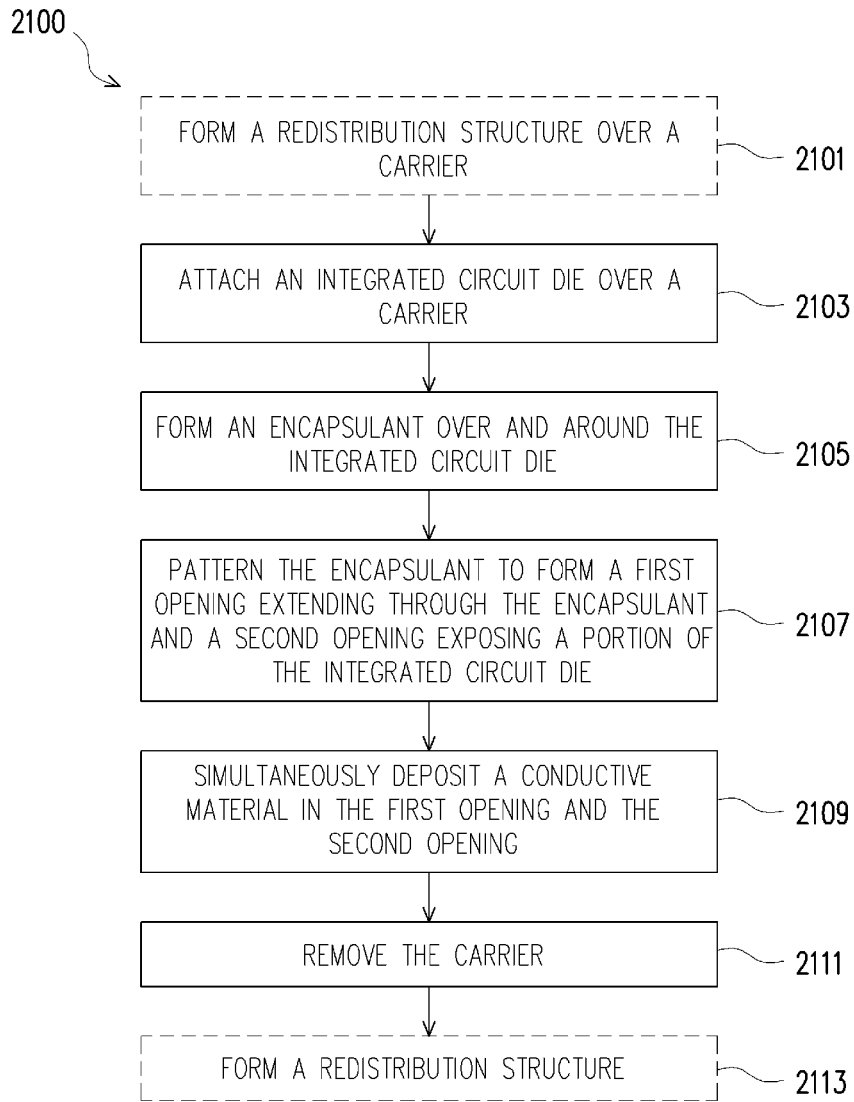 2100
FORM A REDISTRIBUTION STRUCTURE OVER A
CARRIER
2101
ATTACH AN INTEGRATED CIRCUIT DIE OVER A
CARRIER
2103
FORM AN ENCAPSULANT OVER AND AROUND THE
INTEGRATED CIRCUIT DIE
2105
PATTERN THE ENCAPSULANT TO FORM A FIRST
OPENING EXTENDING THROUGH THE ENCAPSULANT
AND A SECOND OPENING EXPOSING A PORTION OF
THE INTEGRATED CIRCUIT DIE
2107
SIMULTANEOUSLY DEPOSIT A CONDUCTIVE
MATERIAL IN THE FIRST OPENING AND THE
SECOND OPENING
2109
REMOVE THE CARRIER
2111
FORM A REDISTRIBUTION STRUCTURE
2113